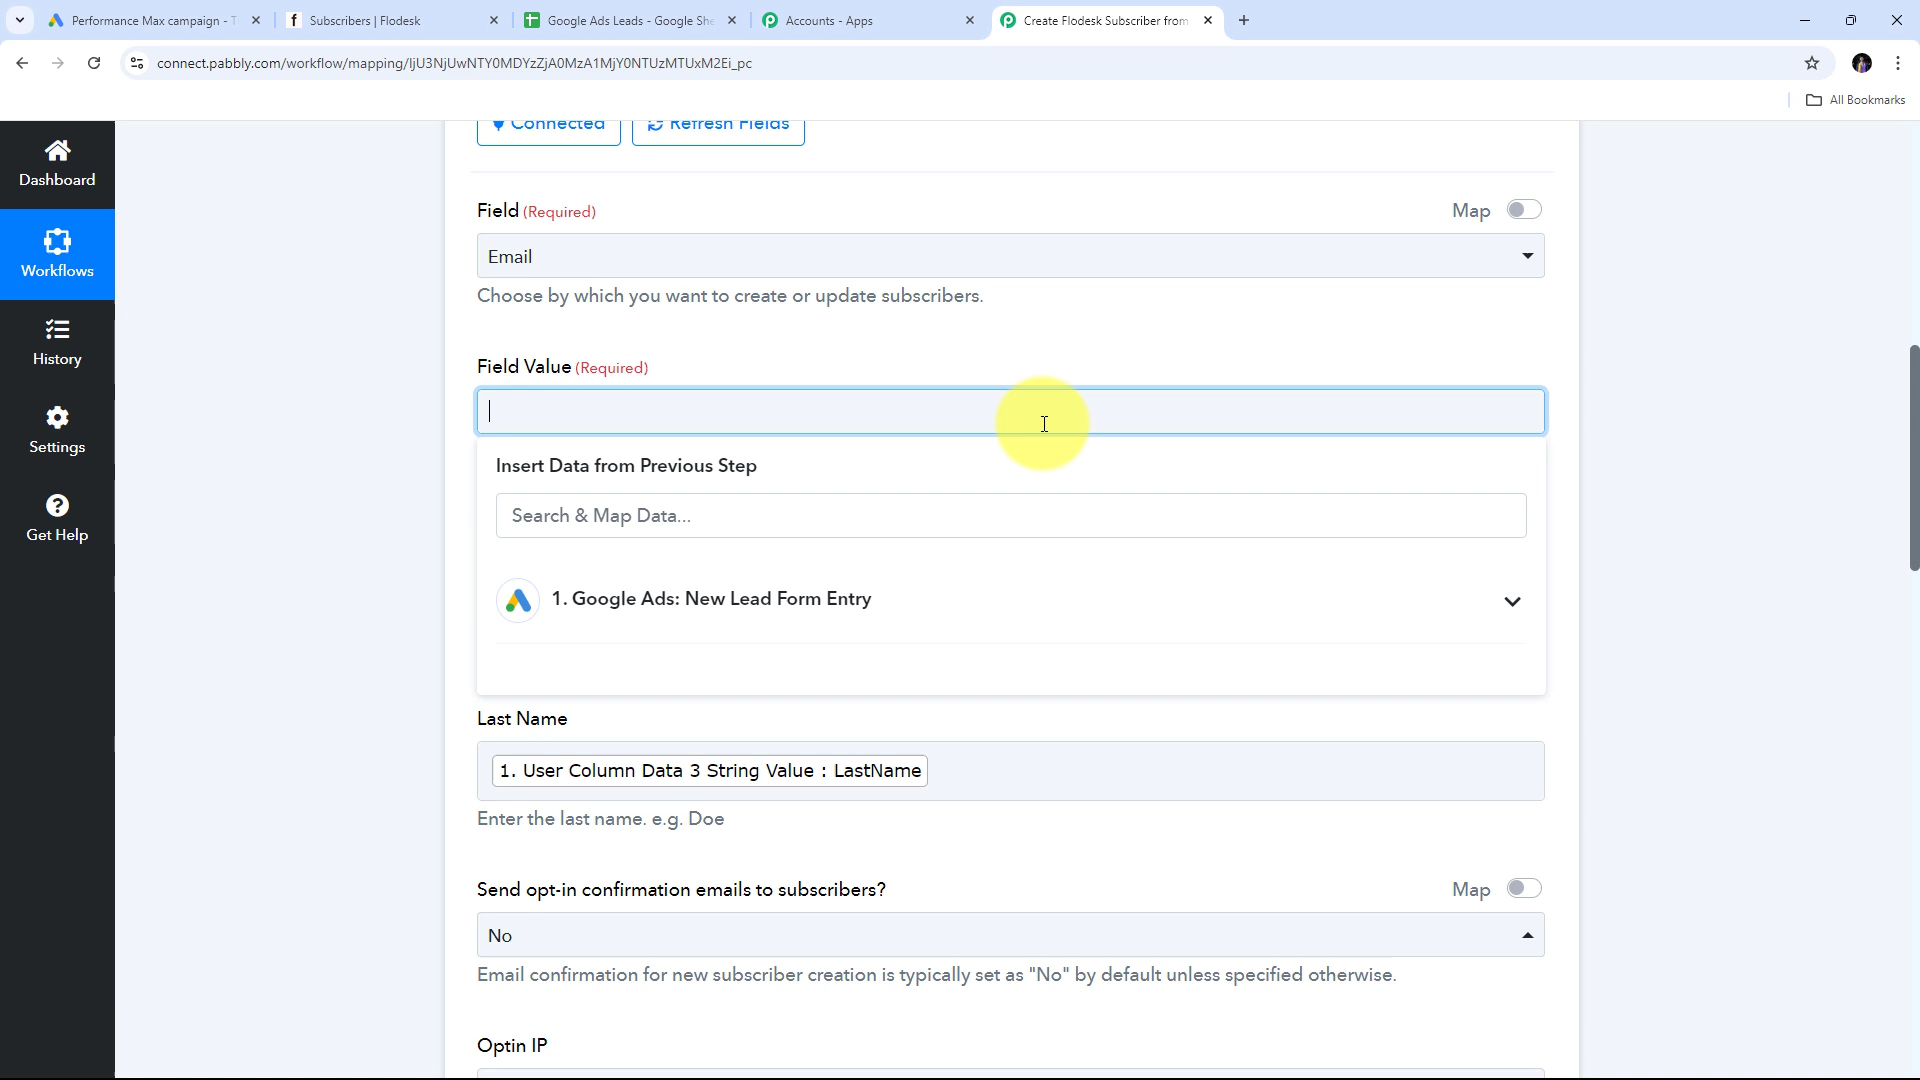 Performance Max campaign - T
Subscribers | Flodesk
Google Ads Leads - Google She
Accounts - Apps
Create Flodesk Subscriber from
connect.pabbly.com/workflow/mapping/IjU3NjUwNTY0MDYzZjA0MzA1MjY0NTUzMTUxM2Ei_pc
All Bookmarks
Dashboard
Workflows
History
Settings
Get Help
Connected
Refresh Fields
Field (Required)
Map
Email
Choose by which you want to create or update subscribers.
Field Value (Required)
Insert Data from Previous Step
Search & Map Data...
1. Google Ads: New Lead Form Entry
Last Name
1. User Column Data 3 String Value : LastName
Enter the last name. e.g. Doe
Send opt-in confirmation emails to subscribers?
Map
No
Email confirmation for new subscriber creation is typically set as "No" by default unless specified otherwise.
Optin IP